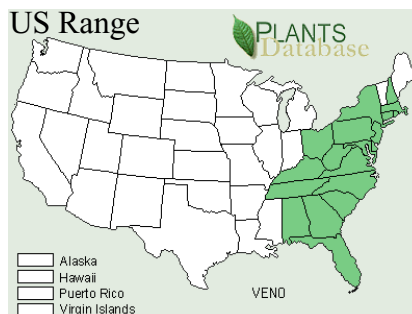 US Range
PLANTS
Database
Alaska
Hawaii
Puerto Rico
Virgin Islands
VENO